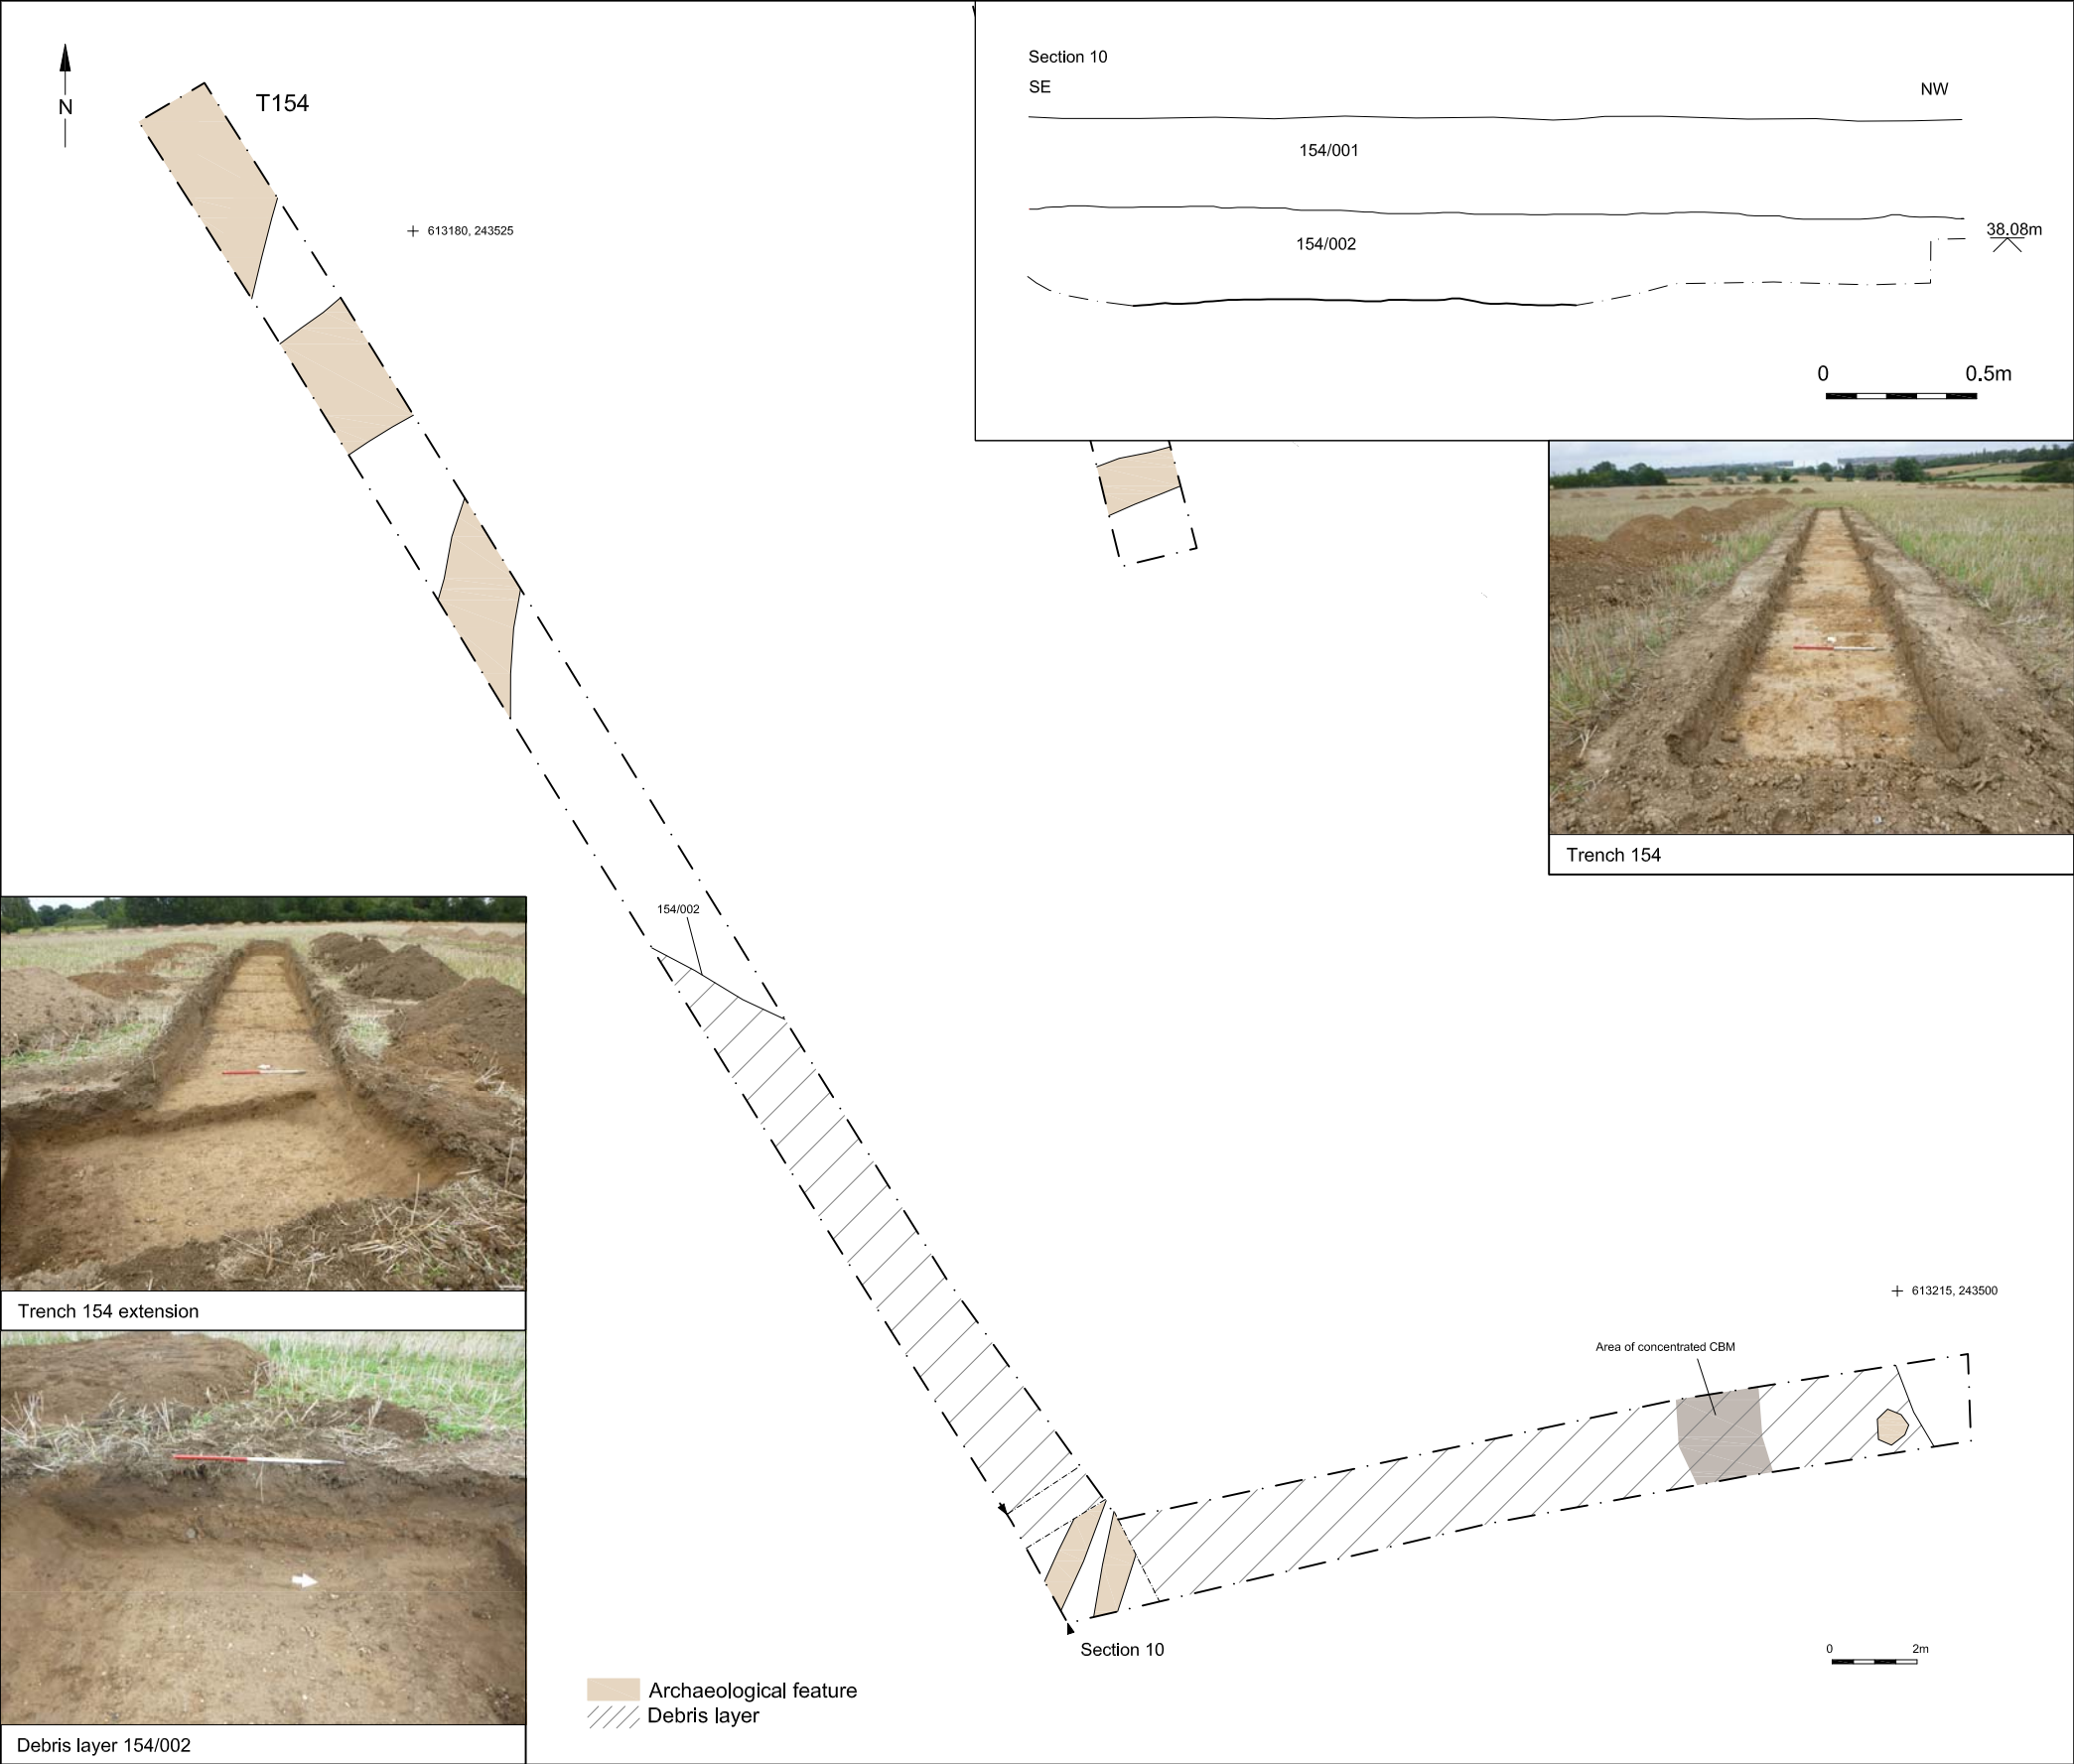 N
T154
613180, 243525
Section 10
SE
NW
154/001
154/002
38.08m
0
0.5m
Trench 154
154/002
Trench 154 extension
613215, 243500
Area of concentrated CBM
Section 10
0
2m
Archaeological feature
Debris layer
Debris layer 154/002